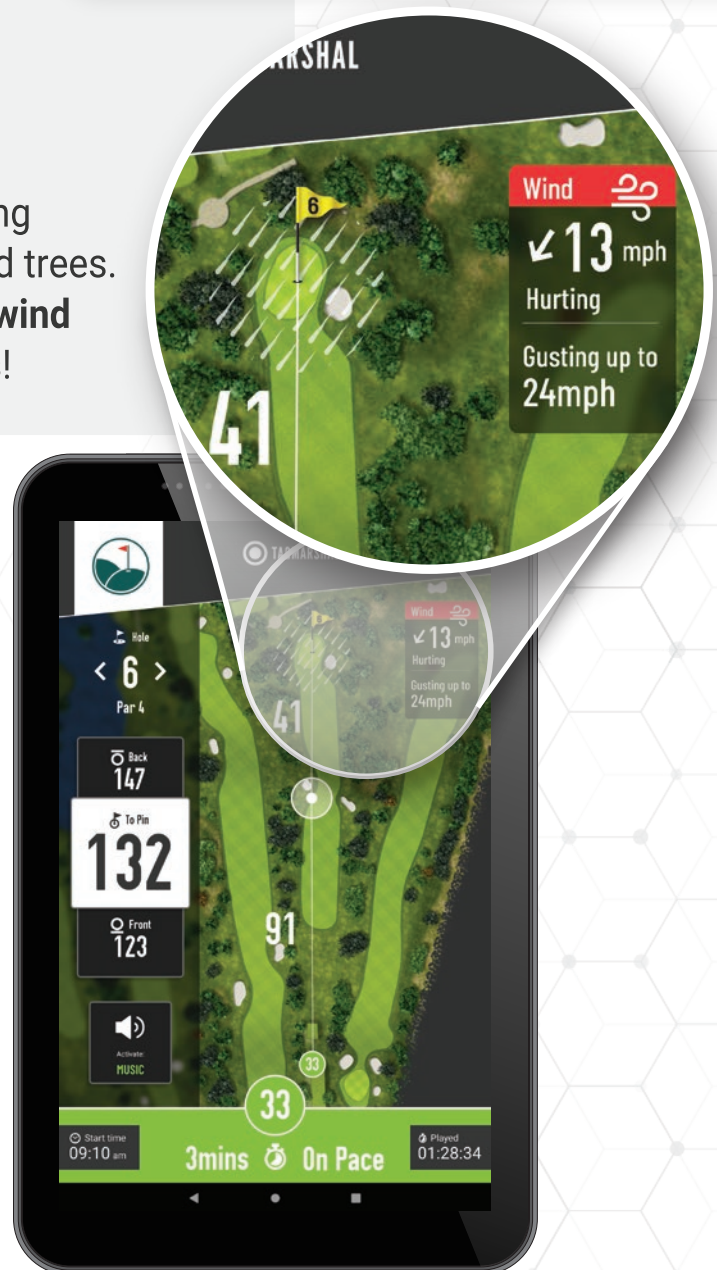 ng
d trees.
wind
!
ARSHAL
6
Wind
13 mph
Hurting
Gusting up to
24mph
41
TAGMARSHAL
Hole
< 6 >
Par 4
Back
147
To Pin
132
Front
123
Activate
MUSIC
6
Wind
13 mph
Hurting
Gusting up to
24mph
41
91
33
33
Start time
09:10 am
3mins On Pace
Played
01:28:34